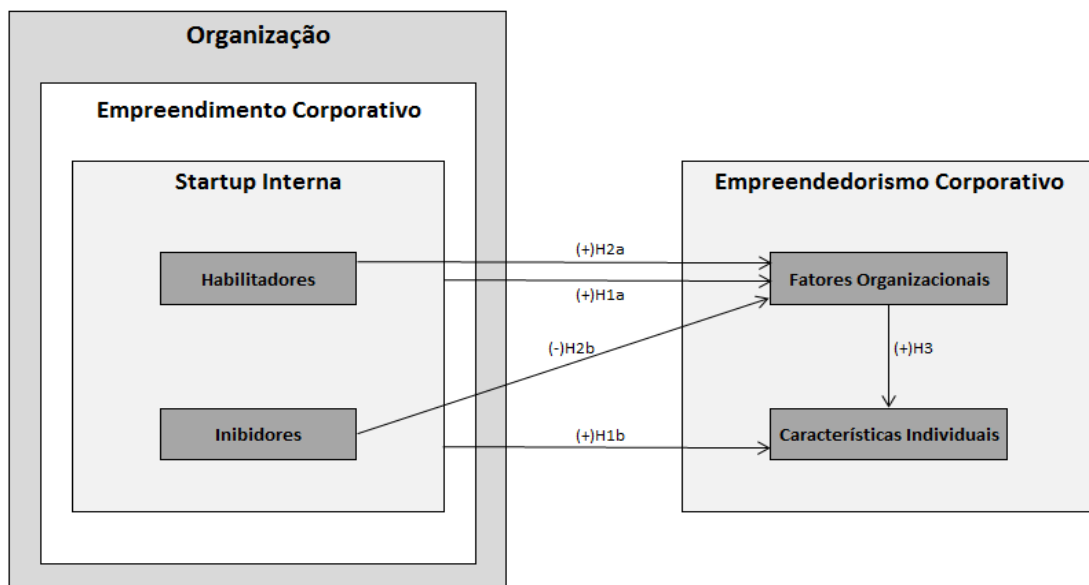 Organização
Empreendimento Corporativo
Startup Interna
Empreendedorismo Corporativo
(+)H2a
Habilitadores
Fatores Organizacionais
(+)H1a
(-)H2b
(+)H3
Inibidores
(+)H1b
Características Individuais